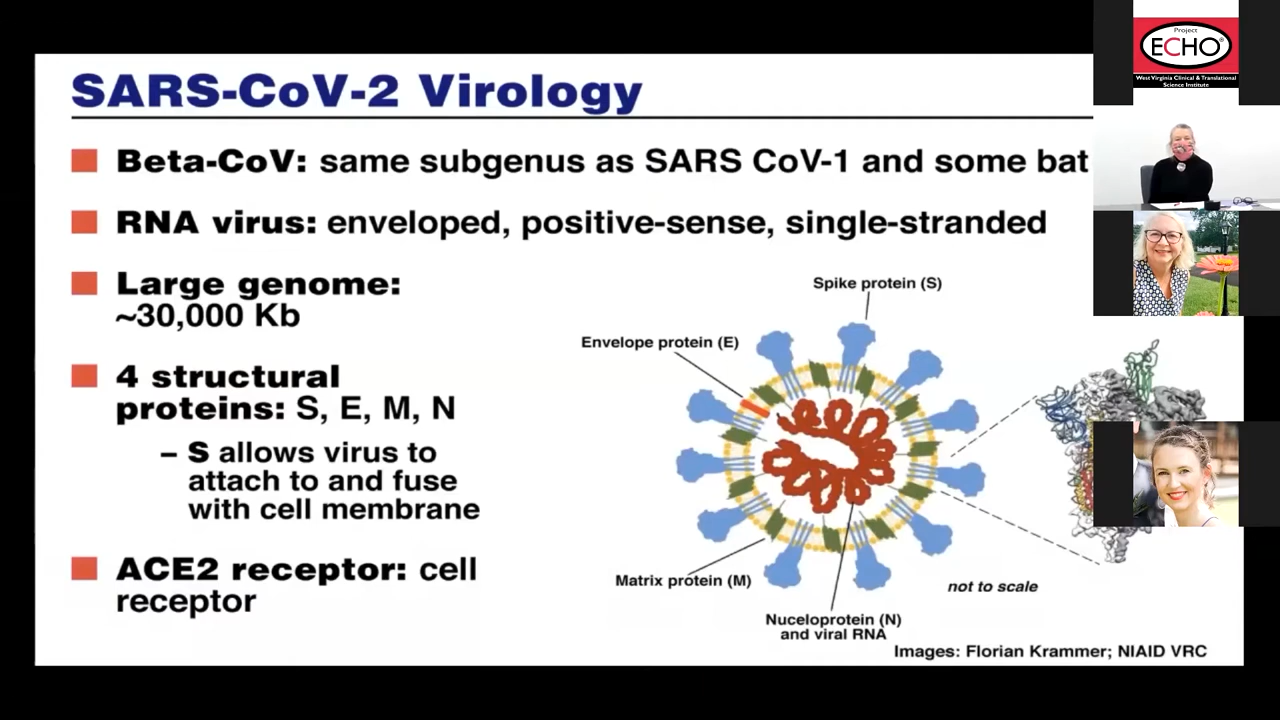 SARS-CoV-2 Virology
Beta-CoV: same subgenus as SARS CoV-1 and some bat
RNA virus: enveloped, positive-sense, single-stranded
Large genome:
~30,000 Kb
4 structural
proteins: S, E, M, N
– S allows virus to
attach to and fuse
with cell membrane
ACE2 receptor: cell
receptor
Spike protein (S)
Envelope protein (E)
Matrix protein (M)
Nuceloprotein (N)
and viral RNA
not to scale
Images: Florian Krammer; NIAID VRC
Project
ECHO®
West Virginia Clinical & Translational
Science Institute